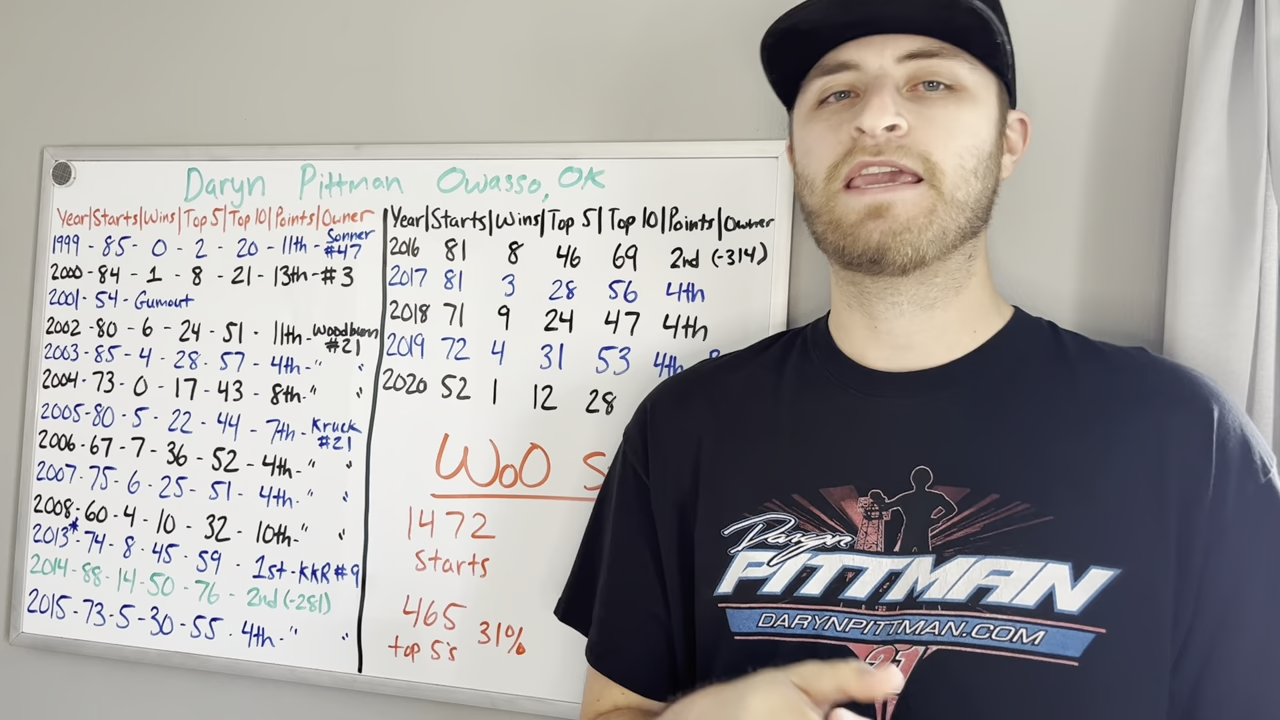 Daryn Pittman Owasso, OK
Year|Starts|Wins|Top 5|Top 10|Points|Owner
1999 - 85 - 0 - 2 - 20 - 11th - Sonner #47
2000 - 84 - 1 - 8 - 21 - 13th - #3
2001 - 54 - Gumout
2002 - 80 - 6 - 24 - 51 - 11th - Woodburn #21
2003 - 85 - 4 - 28 - 57 - 4th - " "
2004 - 73 - 0 - 17 - 43 - 8th - " "
2005 - 80 - 5 - 22 - 44 - 7th - Kruck #21
2006 - 67 - 7 - 36 - 52 - 4th - " "
2007 - 75 - 6 - 25 - 51 - 4th - " "
2008 - 60 - 4 - 10 - 32 - 10th - " "
2013* - 74 - 8 - 45 - 59 - 1st - KKR #9
2014 - 88 - 14 - 50 - 76 - 2nd (-281)
2015 - 73 - 5 - 30 - 55 - 4th - " "
Year|Starts|Wins|Top 5|Top 10|Points|Owner
2016 81 8 46 69 2nd (-314)
2017 81 3 28 56 4th
2018 71 9 24 47 4th
2019 72 4 31 53 4th
2020 52 1 12 28
WoO S
1472
Starts
465 31%
top 5's
Daryn
PITTMAN
DARYNPITTMAN.COM
21